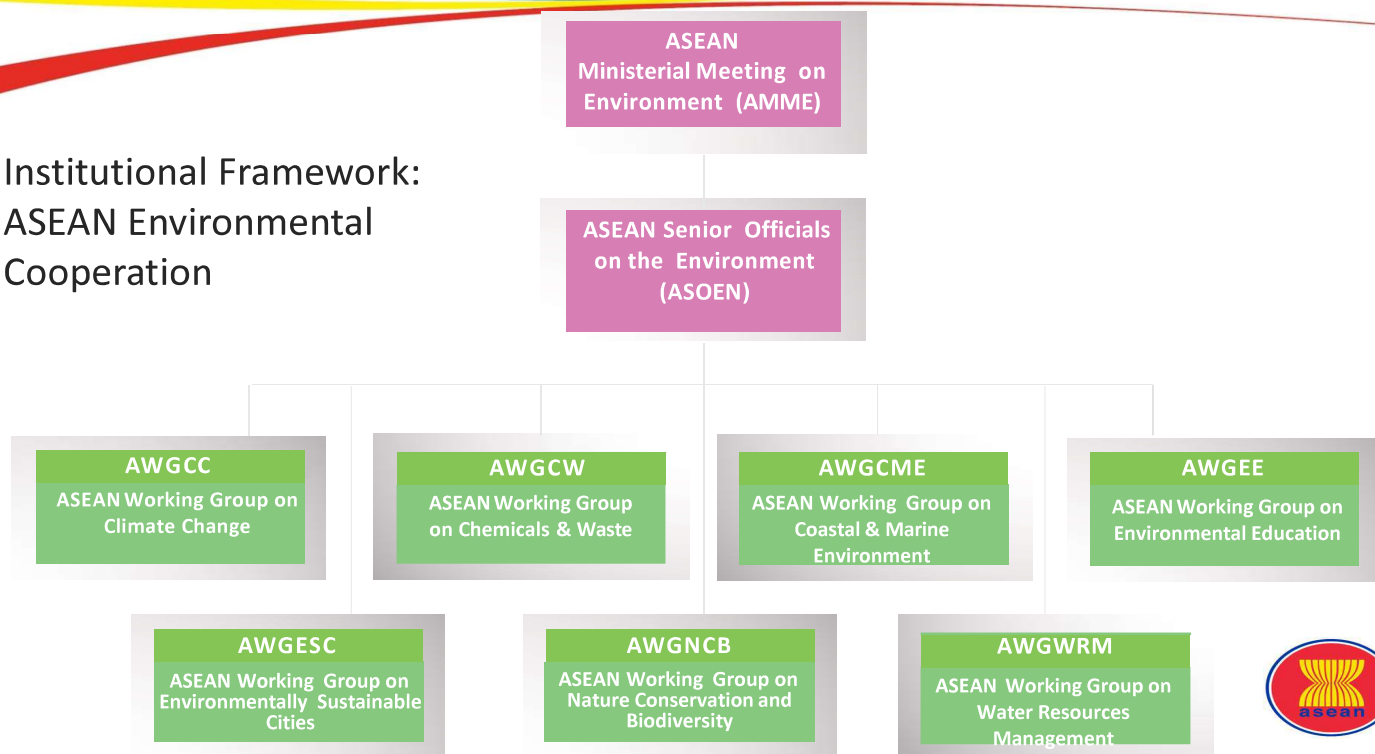 ASEAN
Ministerial Meeting on
Environment (AMME)
Institutional Framework:
ASEAN Environmental
Cooperation
ASEAN Senior Officials
on the Environment
(ASOEN)
AWGCC
ASEAN Working Group on
Climate Change
AWGCW
ASEAN Working Group
on Chemicals & Waste
AWGCME
ASEAN Working Group on
Coastal & Marine
Environment
AWGEE
ASEAN Working Group on
Environmental Education
AWGESC
ASEAN Working Group on
Environmentally Sustainable
Cities
AWGNCB
ASEAN Working Group on
Nature Conservation and
Biodiversity
AWGWRM
ASEAN Working Group on
Water Resources
Management
asean